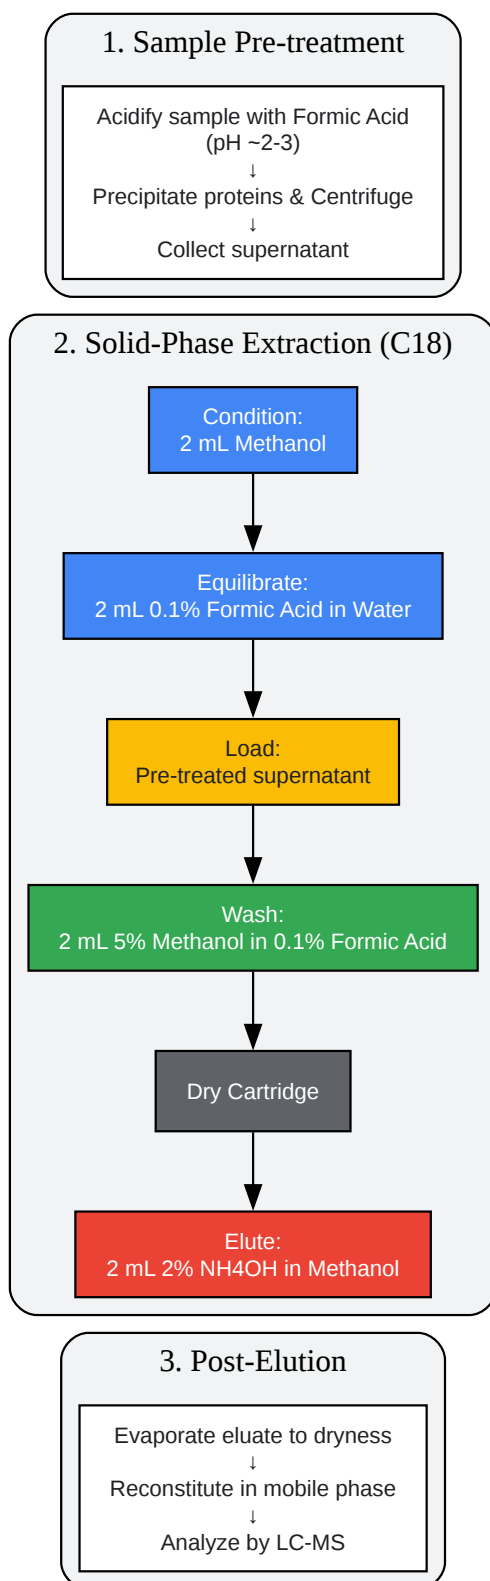 1. Sample Pre-treatment
Acidify sample with Formic Acid
(pH ~2-3)
↓
Precipitate proteins & Centrifuge
↓
Collect supernatant
2. Solid-Phase Extraction (C18)
Condition:
2 mL Methanol
Equilibrate:
2 mL 0.1% Formic Acid in Water
Load:
Pre-treated supernatant
Wash:
2 mL 5% Methanol in 0.1% Formic Acid
Dry Cartridge
Elute:
2 mL 2% NH4OH in Methanol
3. Post-Elution
Evaporate eluate to dryness
↓
Reconstitute in mobile phase
↓
Analyze by LC-MS